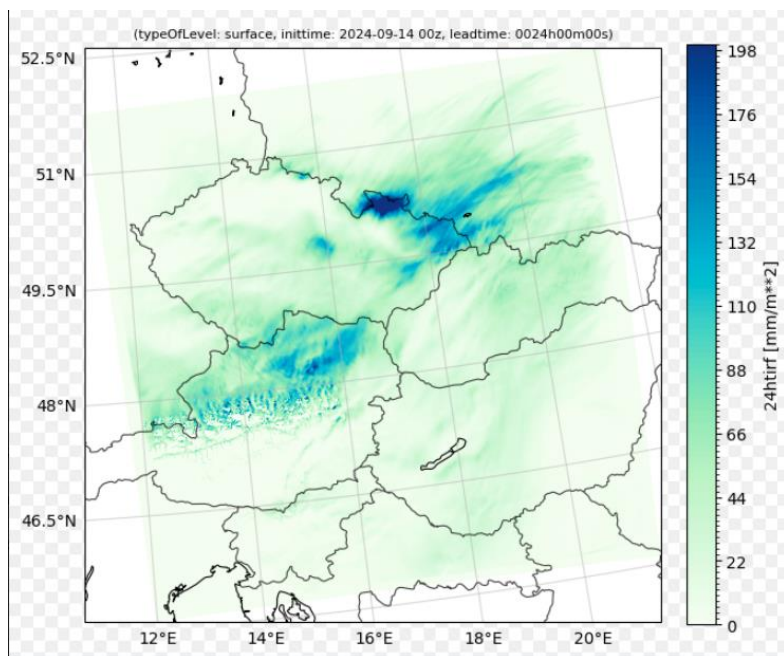 (typeOfLevel: surface, inittime: 2024-09-14 00z, leadtime: 0024h00m00s)
52.5°N
51°N
49.5°N
48°N
46.5°N
12°E 14°E 16°E 18°E 20°E
198
176
154
132
110
88
66
44
22
0
24htirf [mm/m**2]